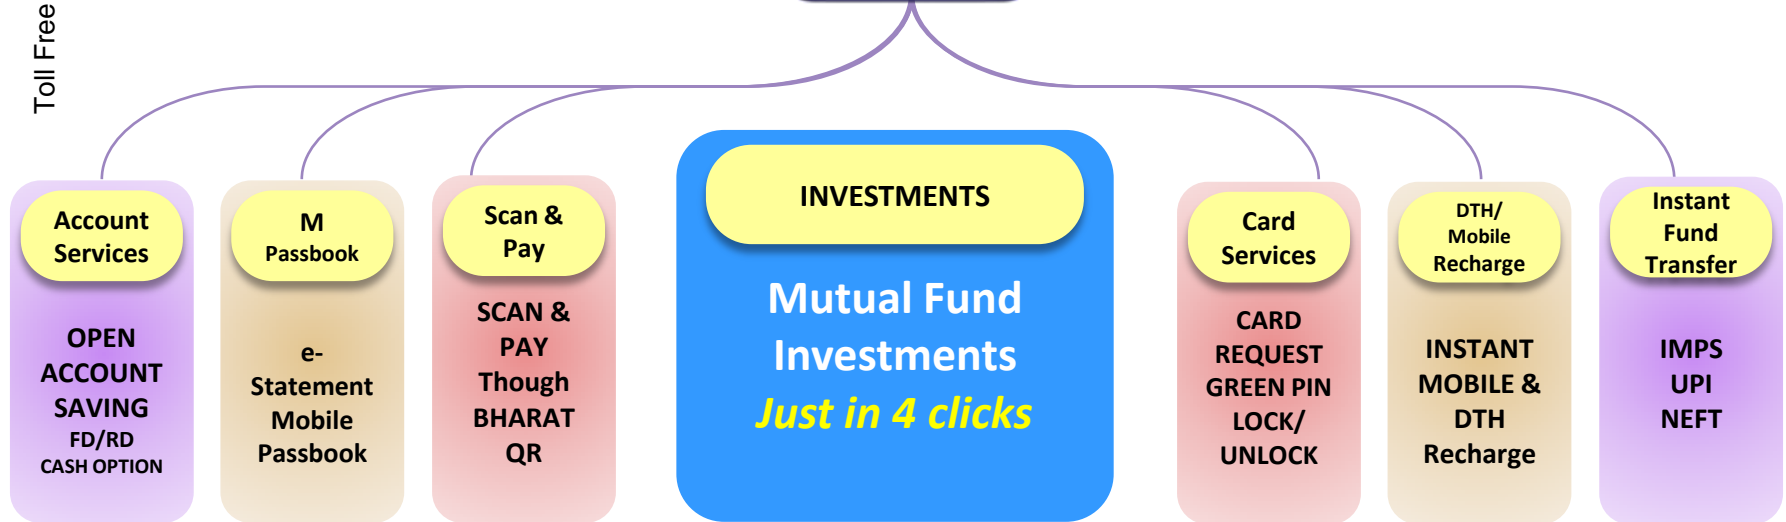 Toll Free
Account
Services
OPEN
ACCOUNT
SAVING
FD/RD
CASH OPTION
M
Passbook
e-
Statement
Mobile
Passbook
Scan &
Pay
SCAN &
PAY
Though
BHARAT
QR
INVESTMENTS
Mutual Fund
Investments
Just in 4 clicks
Card
Services
CARD
REQUEST
GREEN PIN
LOCK/
UNLOCK
DTH/
Mobile
Recharge
INSTANT
MOBILE &
DTH
Recharge
Instant
Fund
Transfer
IMPS
UPI
NEFT